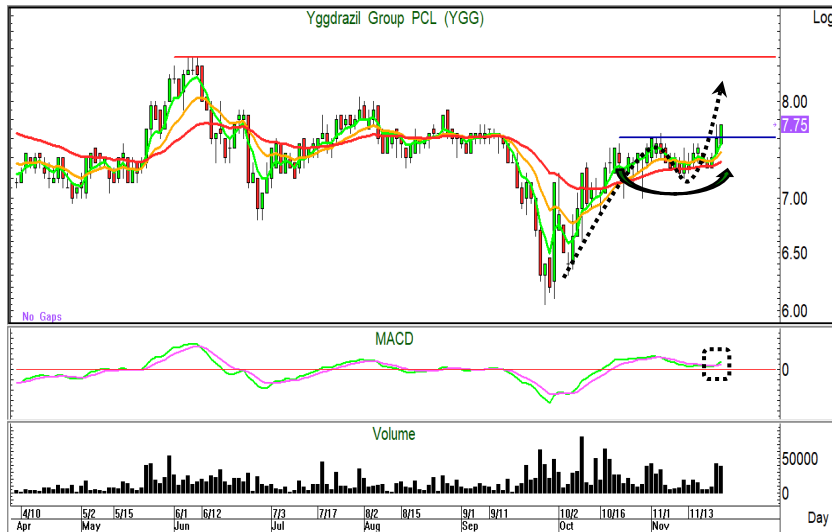 Yggdrazil Group PCL (YGG)
Log
8.00
7.75
7.00
6.50
6.00
No Gaps
MACD
0
Volume
50000
0
4/10 5/2 5/15 6/1 6/12 7/3 7/17 8/2 8/15 9/1 9/11 10/2 10/16 11/1 11/13
Apr May Jun Jul Aug Sep Oct Nov
Day